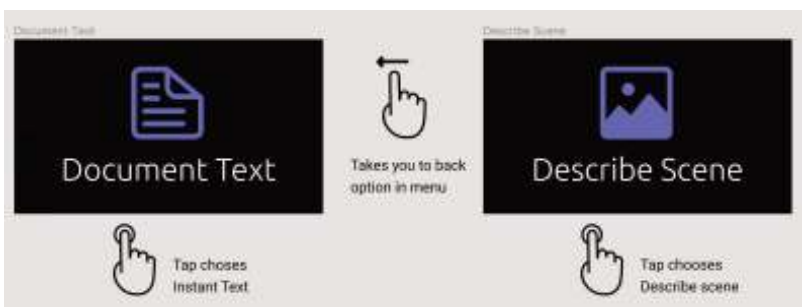 Document Text
Describe Scene
Document Text
Takes you to back
option in menu
Describe Scene
Tap choses
Instant Text
Tap chooses
Describe scene